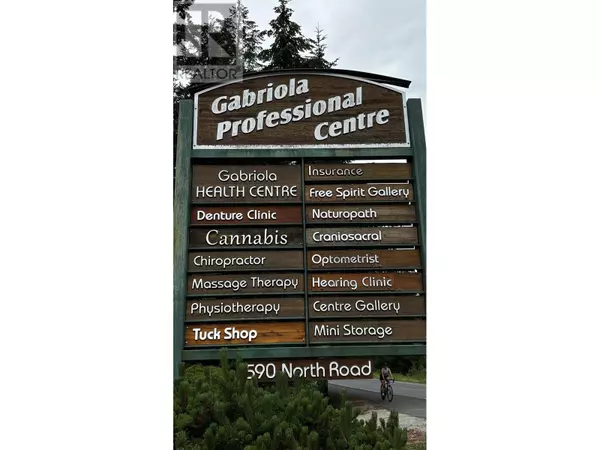 REALTOR
Gabriola
Professional
Centre
Gabriola
HEALTH CENTRE
Denture Clinic
Cannabis
Chiropractor
Massage Therapy
Physiotherapy
Tuck Shop
Insurance
Free Spirit Gallery
Naturopath
Craniosacral
Optometrist
Hearing Clinic
Centre Gallery
Mini Storage
590 North Road